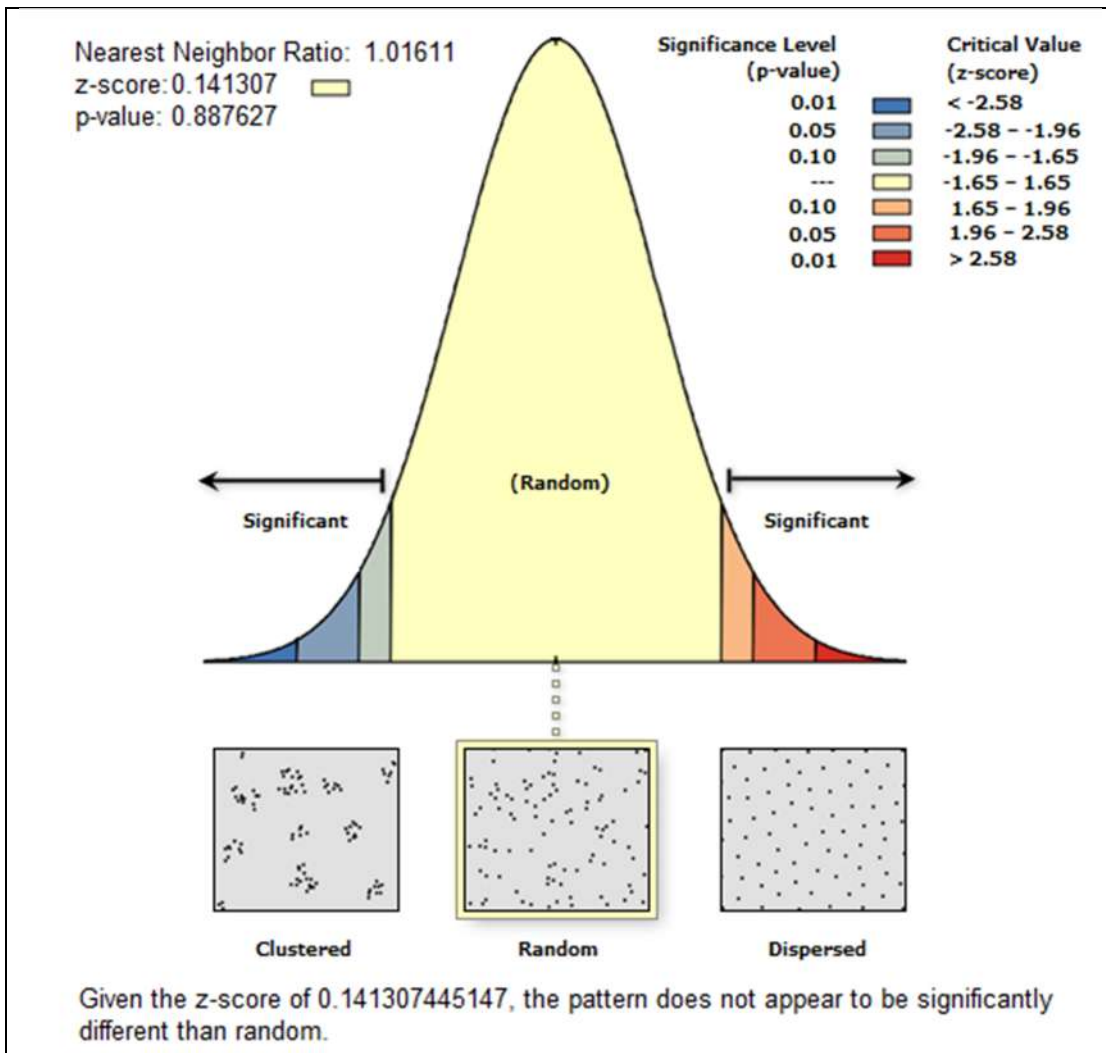 Nearest Neighbor Ratio: 1.01611
z-score: 0.141307
p-value: 0.887627
Significance Level (p-value)
Critical Value (z-score)
0.01 < -2.58
0.05 -2.58 – -1.96
0.10 -1.96 – -1.65
--- -1.65 – 1.65
0.10 1.65 – 1.96
0.05 1.96 – 2.58
0.01 > 2.58
(Random)
Significant
Significant
Clustered
Random
Dispersed
Given the z-score of 0.141307445147, the pattern does not appear to be significantly
different than random.